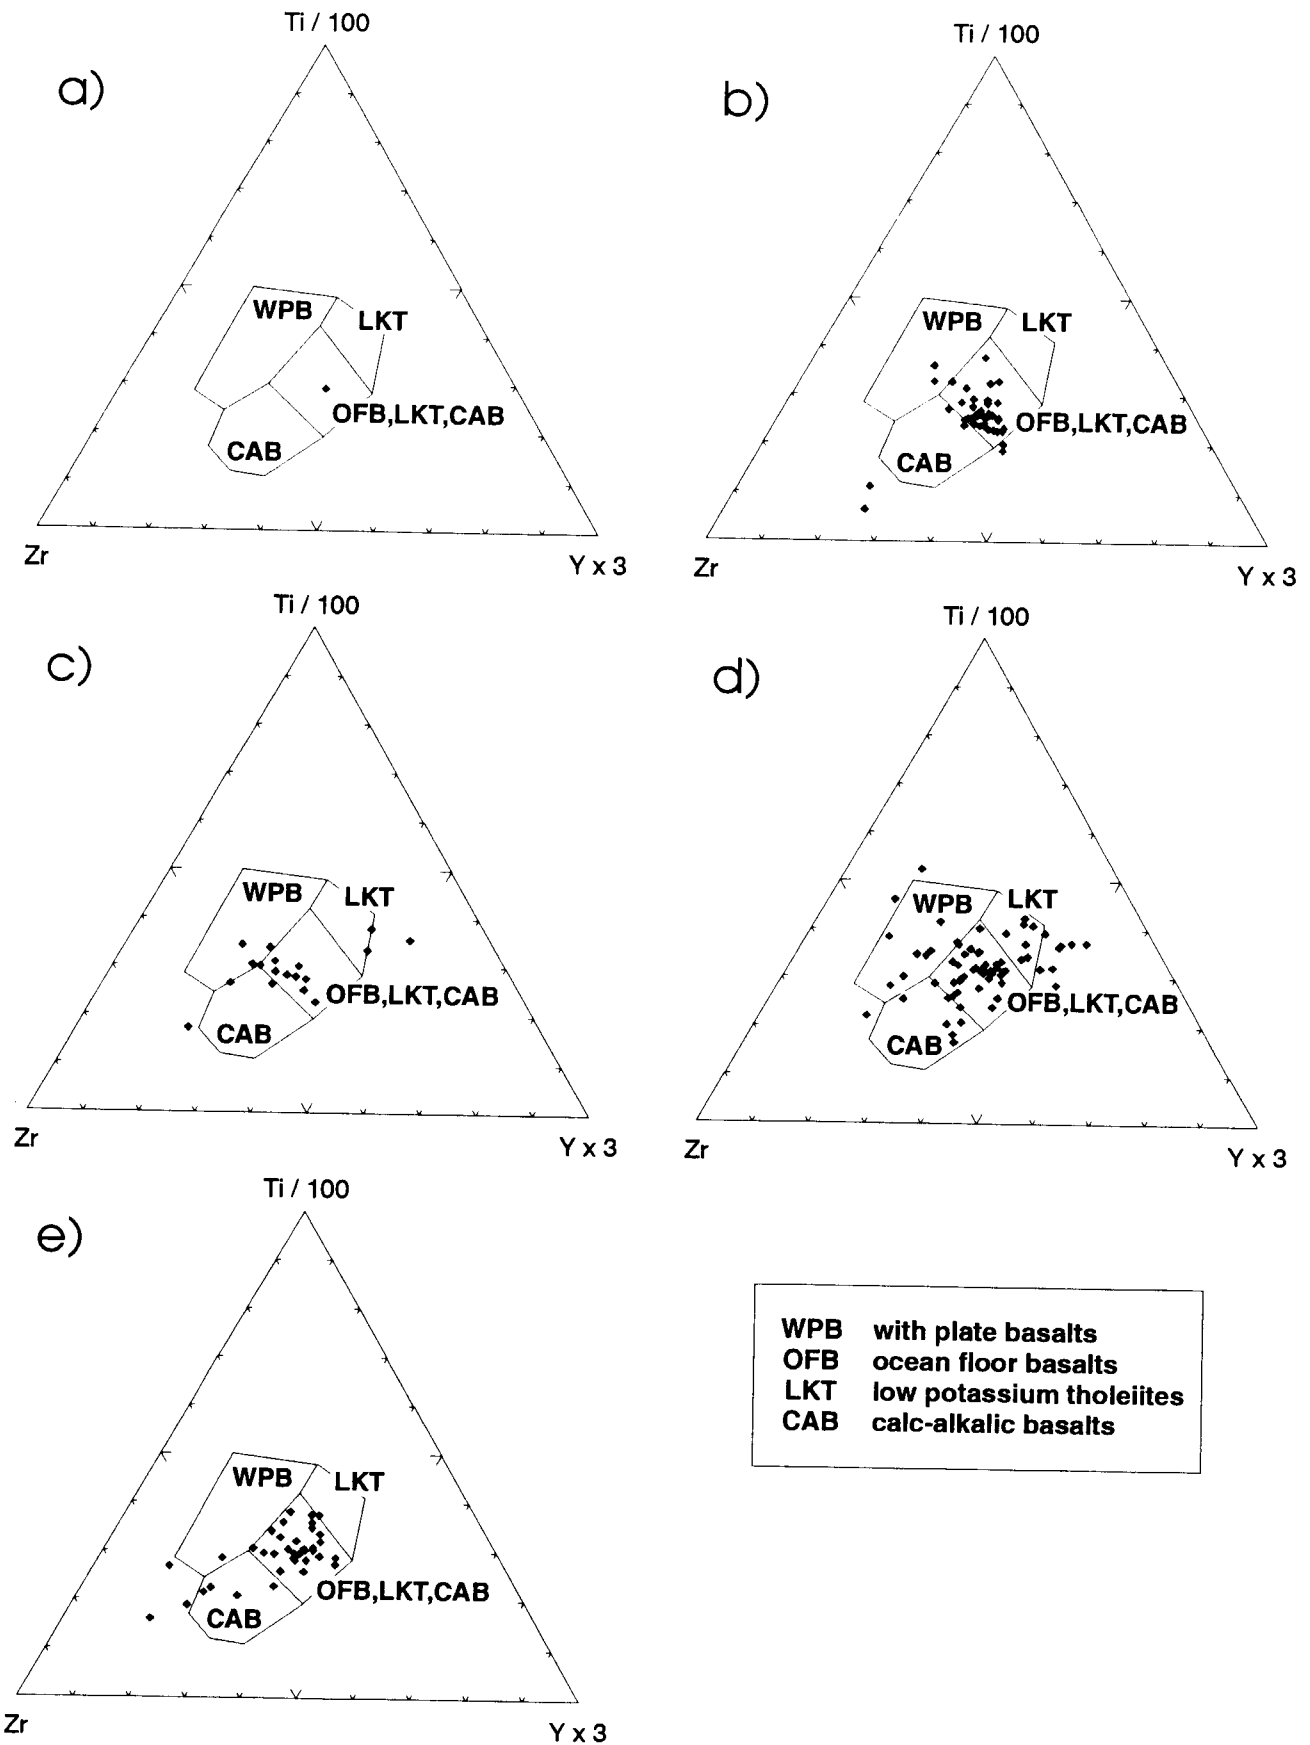 Ti / 100
a)
WPB
LKT
OFB,LKT,CAB
CAB
Zr
Y x 3
Ti / 100
b)
WPB
LKT
OFB,LKT,CAB
CAB
Zr
Y x 3
Ti / 100
c)
WPB
LKT
OFB,LKT,CAB
CAB
Zr
Y x 3
Ti / 100
d)
WPB
LKT
OFB,LKT,CAB
CAB
Zr
Y x 3
Ti / 100
e)
WPB
LKT
OFB,LKT,CAB
CAB
Zr
Y x 3
WPB with plate basalts
OFB ocean floor basalts
LKT low potassium tholeiites
CAB calc-alkalic basalts